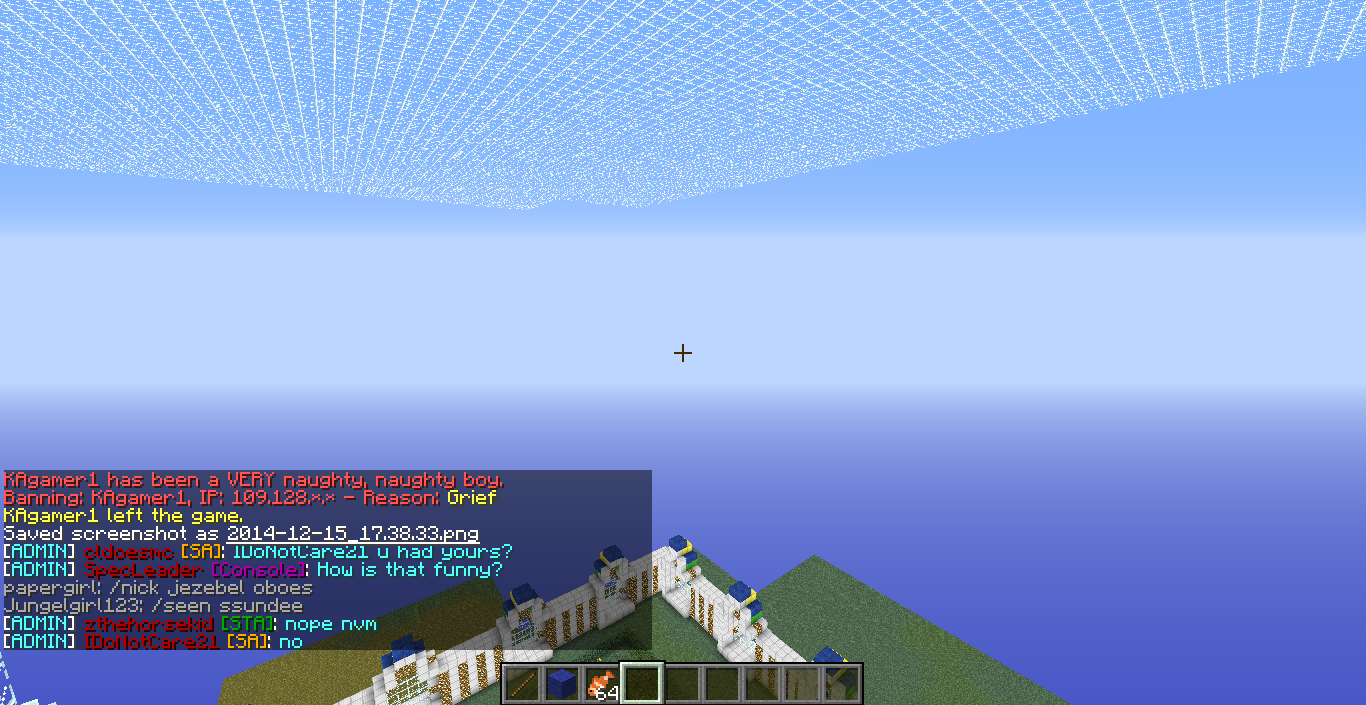 KAgamer1 has been a VERY naughty, naughty boy.
Banning: KAgamer1, IP: 109.128.×.× - Reason: Grief
KAgamer1 left the game.
Saved screenshot as 2014-12-15_17.38.33.png
[ADMIN] cldoesmc [SA]: IDoNotCare21 u had yours?
[ADMIN] SpecLeader [Console]: How is that funny?
papergirl: /nick jezebel oboes
Jungelgirl123: /seen ssundee
[ADMIN] zthehorsekid [STA]: nope nvm
[ADMIN] IDoNotCare21 [SA]: no
64